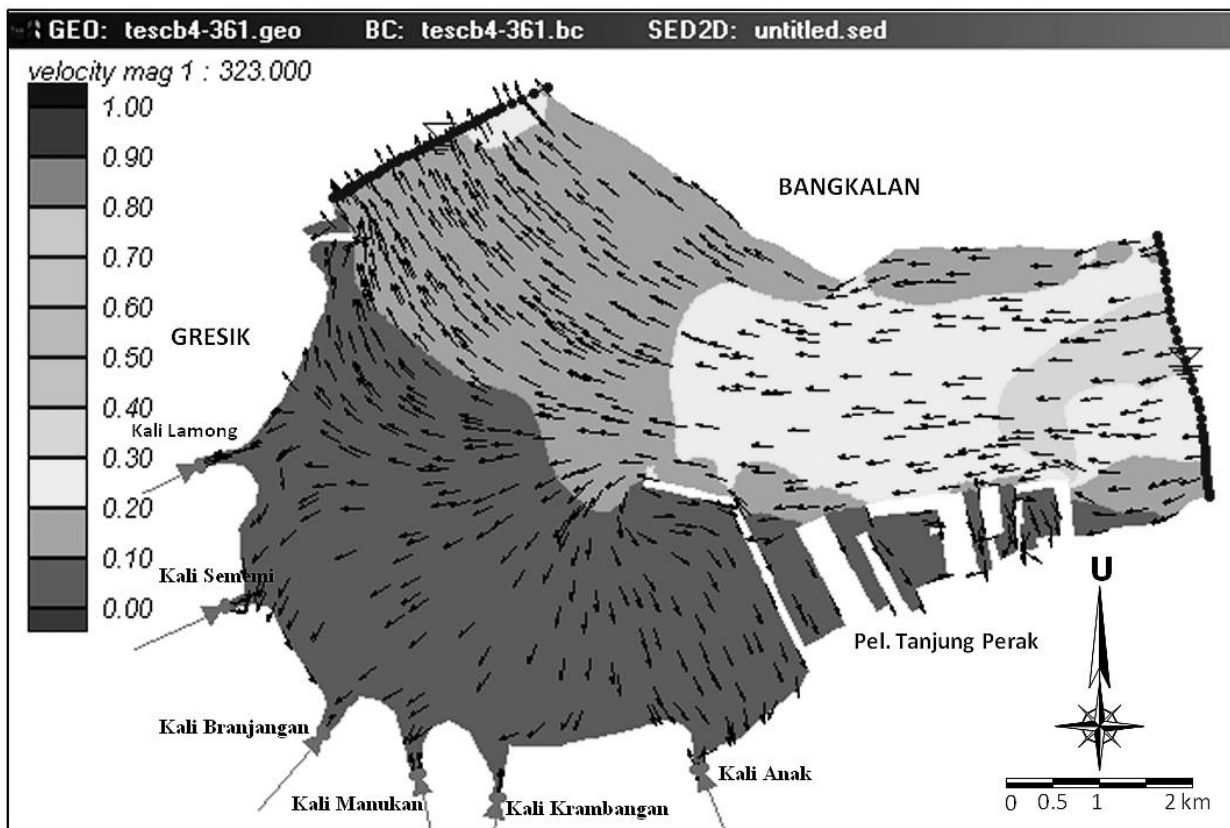 GEO: tescb4-361.geo BC: tescb4-361.bc SED2D: untitled.sed
velocity mag 1 : 323.000
1.00
0.90
0.80
0.70
0.60
0.50
0.40
0.30
0.20
0.10
0.00
BANGKALAN
GRESIK
Kali Lamong
Kali Sememi
Kali Branjangan
Kali Manukan
Kali Krambangan
Kali Anak
Pel. Tanjung Perak
U
0 0.5 1 2 km